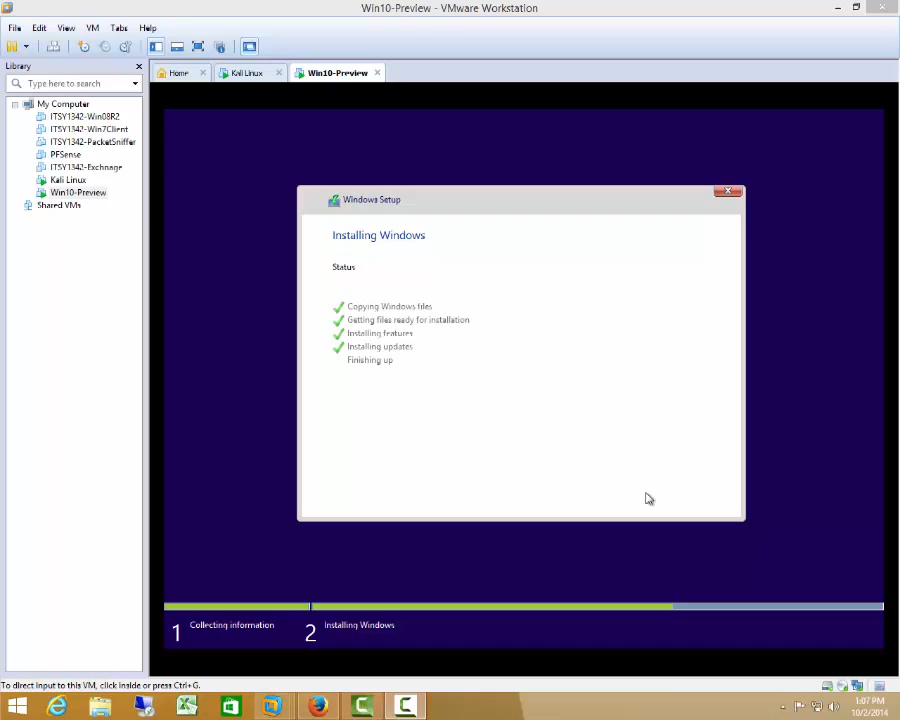 Win10-Preview - VMware Workstation
File Edit View VM Tabs Help
Library
Type here to search
Home
Kali Linux
Win10-Preview
My Computer
ITSY1342-Win08R2
ITSY1342-Win7Client
ITSY1342-PacketSniffer
PFSense
ITSY1342-Exchnage
Kali Linux
Win10-Preview
Shared VMs
Windows Setup
Installing Windows
Status
Copying Windows files
Getting files ready for installation
Installing features
Installing updates
Finishing up
1 Collecting information
2 Installing Windows
To direct input to this VM, click inside or press Ctrl+G.
1:07 PM
10/2/2014